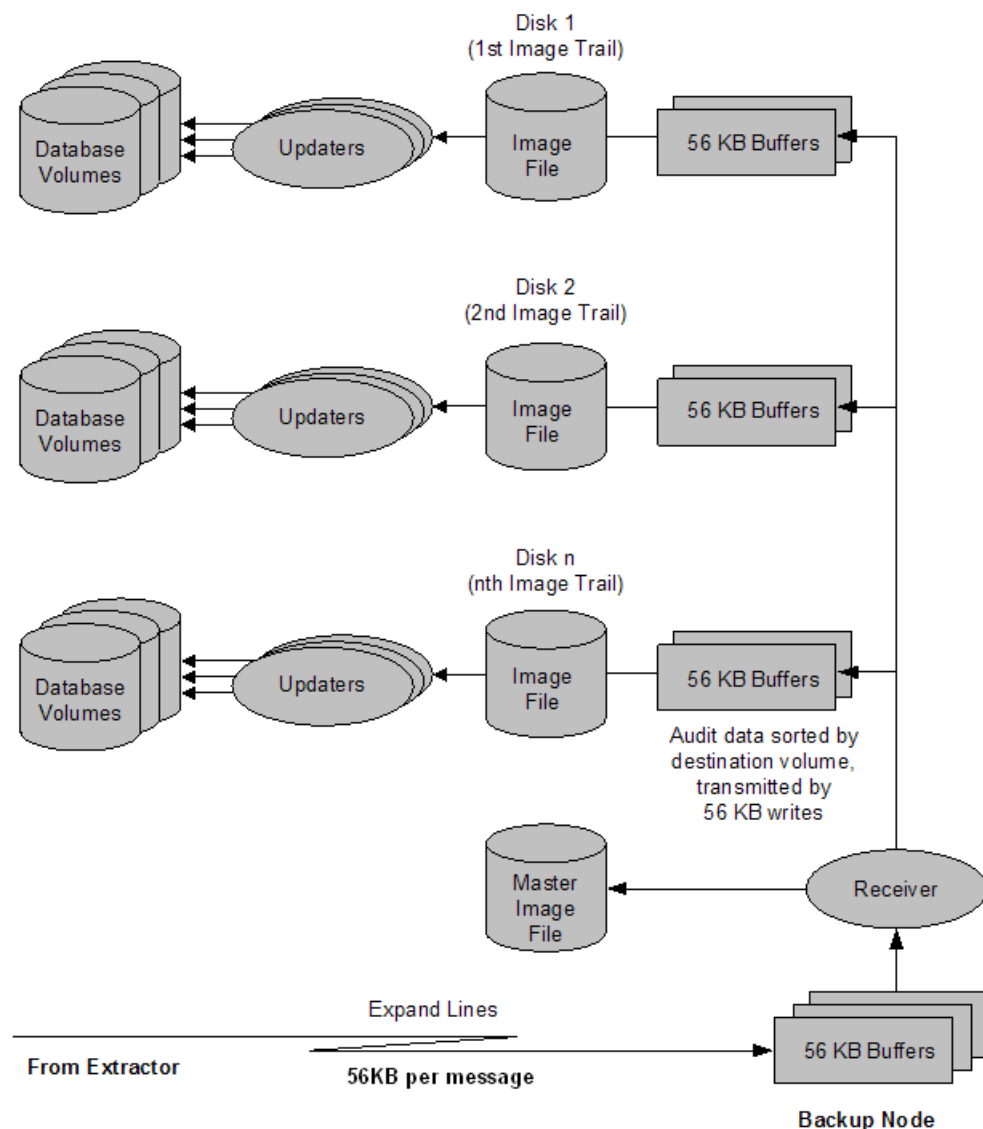 Disk 1
(1st Image Trail)
Database
Volumes
Updaters
Image
File
56 KB Buffers
Disk 2
(2nd Image Trail)
Database
Volumes
Updaters
Image
File
56 KB Buffers
Disk n
(nth Image Trail)
Database
Volumes
Updaters
Image
File
56 KB Buffers
Audit data sorted by
destination volume,
transmitted by
56 KB writes
Master
Image
File
Receiver
Expand Lines
From Extractor
56KB per message
56 KB Buffers
Backup Node